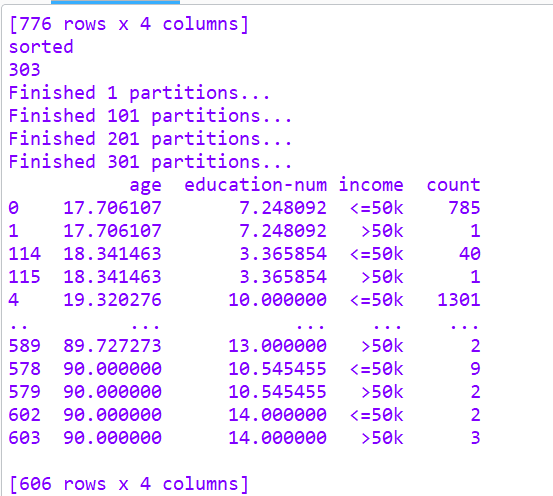 [776 rows x 4 columns]
sorted
303
Finished 1 partitions...
Finished 101 partitions...
Finished 201 partitions...
Finished 301 partitions...
age education-num income count
0 17.706107 7.248092 <=50k 785
1 17.706107 7.248092 >50k 1
114 18.341463 3.365854 <=50k 40
115 18.341463 3.365854 >50k 1
4 19.320276 10.000000 <=50k 1301
.. ... ... ... ...
589 89.727273 13.000000 >50k 2
578 90.000000 10.545455 <=50k 9
579 90.000000 10.545455 >50k 2
602 90.000000 14.000000 <=50k 2
603 90.000000 14.000000 >50k 3
[606 rows x 4 columns]